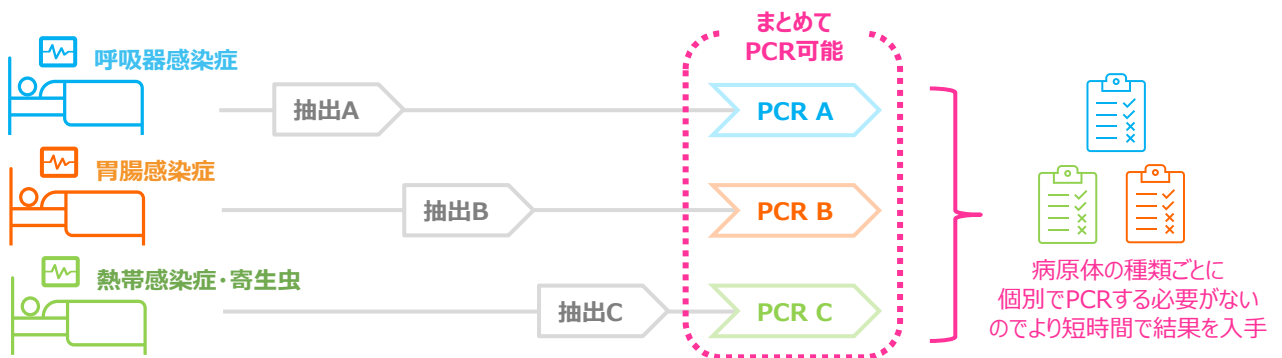 まとめて
PCR可能
呼吸器感染症
抽出A
PCR A
胃腸感染症
抽出B
PCR B
熱帯感染症・寄生虫
抽出C
PCR C
病原体の種類ごとに
個別でPCRする必要がない
のでより短時間で結果を入手